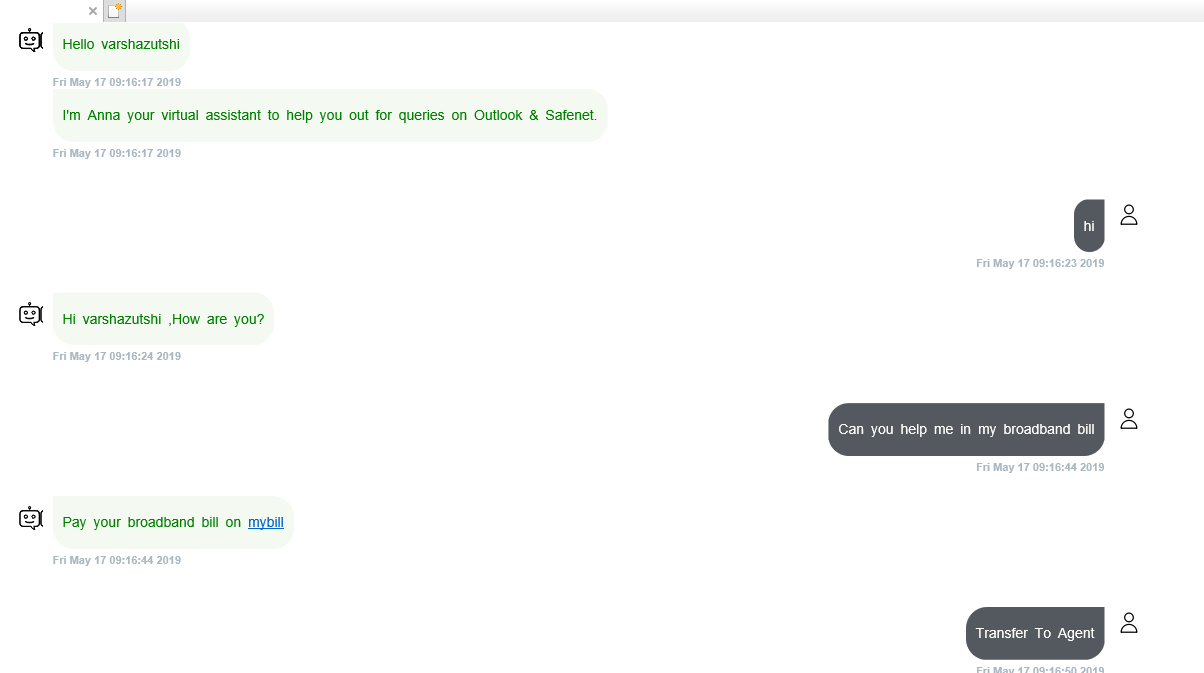 Hello varshazutshi
Fri May 17 09:16:17 2019
I'm Anna your virtual assistant to help you out for queries on Outlook & Safenet.
Fri May 17 09:16:17 2019
hi
Fri May 17 09:16:23 2019
Hi varshazutshi ,How are you?
Fri May 17 09:16:24 2019
Can you help me in my broadband bill
Fri May 17 09:16:44 2019
Pay your broadband bill on mybill
Fri May 17 09:16:44 2019
Transfer To Agent
Fri May 17 09:16:50 2019